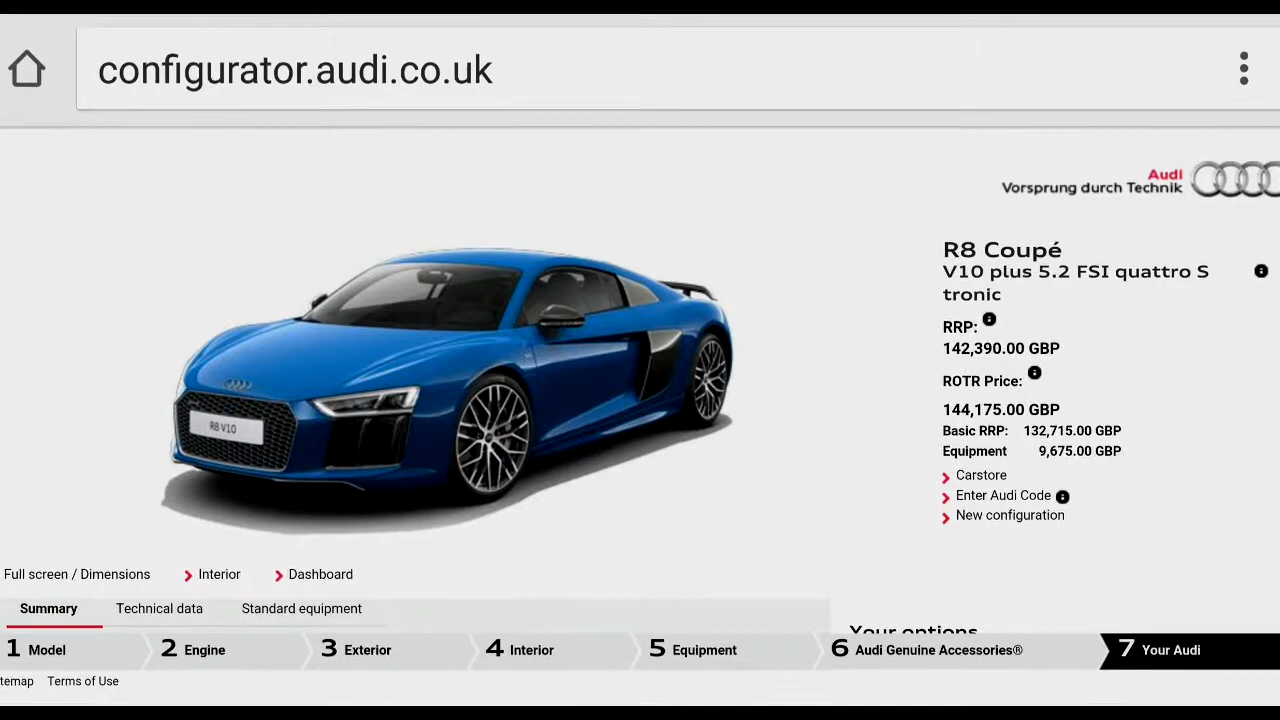 configurator.audi.co.uk
Audi
Vorsprung durch Technik
R8 Coupé
V10 plus 5.2 FSI quattro S
tronic
RRP:
142,390.00 GBP
ROTR Price:
144,175.00 GBP
Basic RRP: 132,715.00 GBP
Equipment 9,675.00 GBP
Carstore
Enter Audi Code
New configuration
R8 V10
Full screen / Dimensions Interior Dashboard
Summary Technical data Standard equipment
Your options
1 Model 2 Engine 3 Exterior 4 Interior 5 Equipment 6 Audi Genuine Accessories® 7 Your Audi
temap Terms of Use